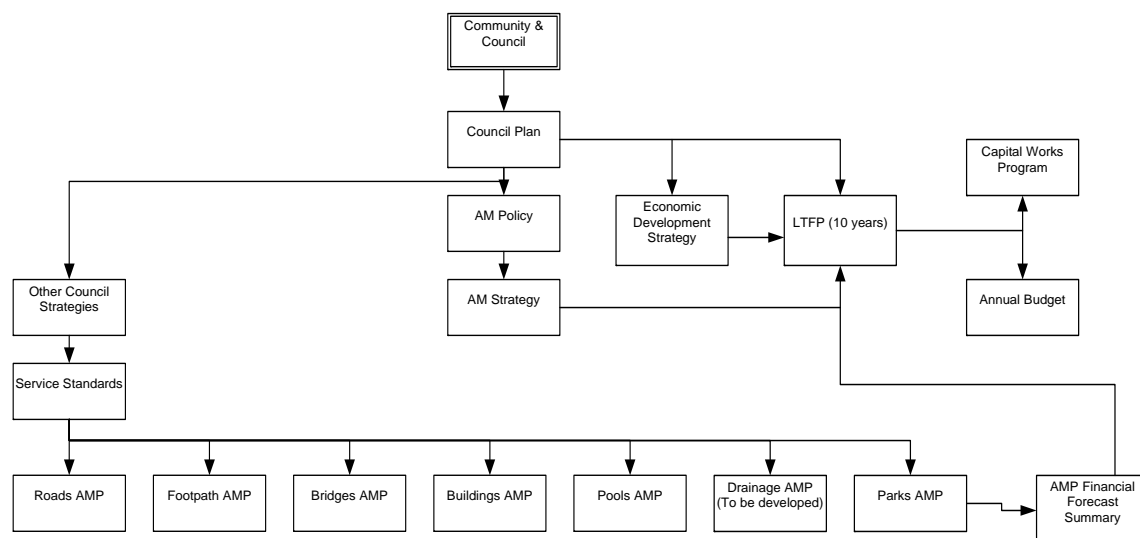 Community &
Council
Council Plan
Capital Works
Program
AM Policy
Economic
Development
Strategy
LTFP (10 years)
Other Council
Strategies
AM Strategy
Annual Budget
Service Standards
Roads AMP
Footpath AMP
Bridges AMP
Buildings AMP
Pools AMP
Drainage AMP
(To be developed)
Parks AMP
AMP Financial
Forecast
Summary